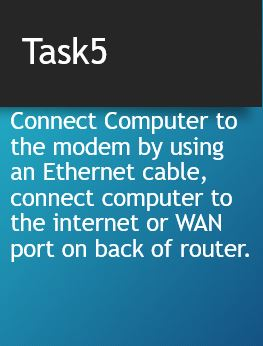 Task5
Connect Computer to
the modem by using
an Ethernet cable,
connect computer to
the internet or WAN
port on back of router.